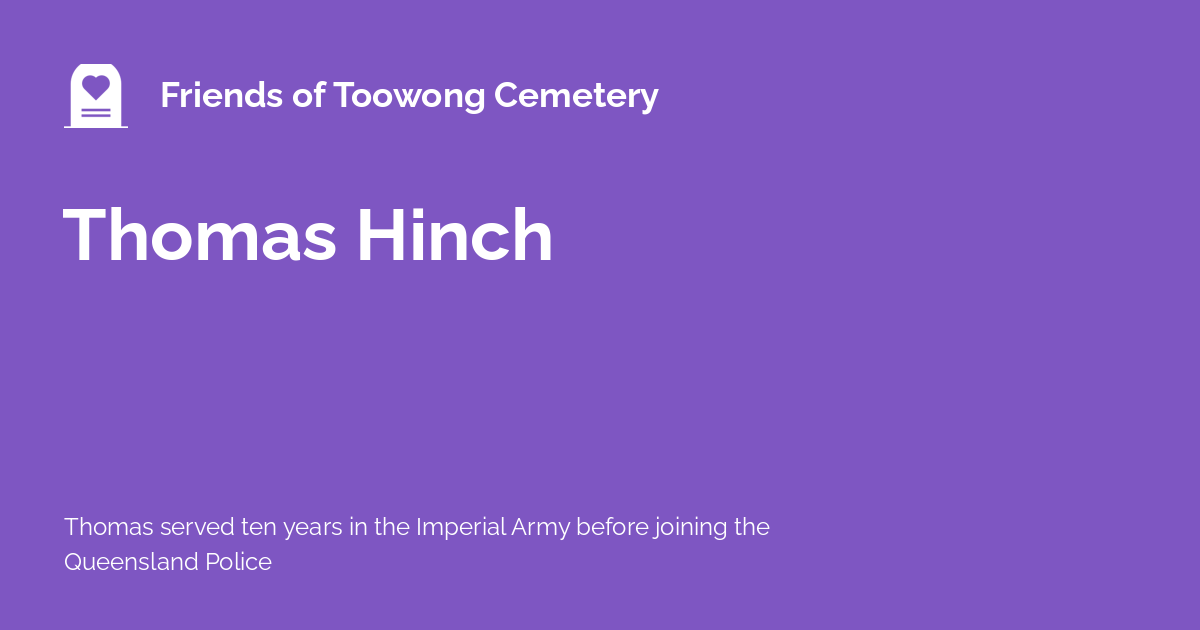 Friends of Toowong Cemetery
Thomas Hinch
Thomas served ten years in the Imperial Army before joining the
Queensland Police